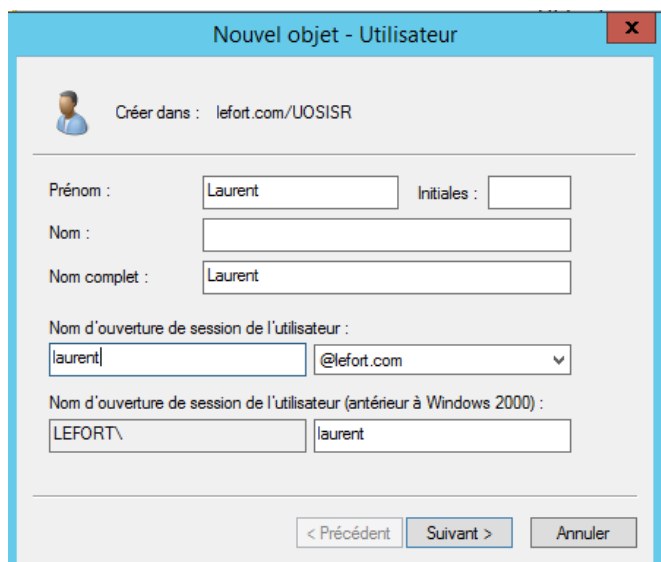 Nouvel objet - Utilisateur
x
Créer dans : lefort.com/UOSISR
Prénom : Laurent Initiales :
Nom :
Nom complet : Laurent
Nom d'ouverture de session de l'utilisateur :
laurent @lefort.com
Nom d'ouverture de session de l'utilisateur (antérieur à Windows 2000) :
LEFORT\ laurent
< Précédent Suivant > Annuler